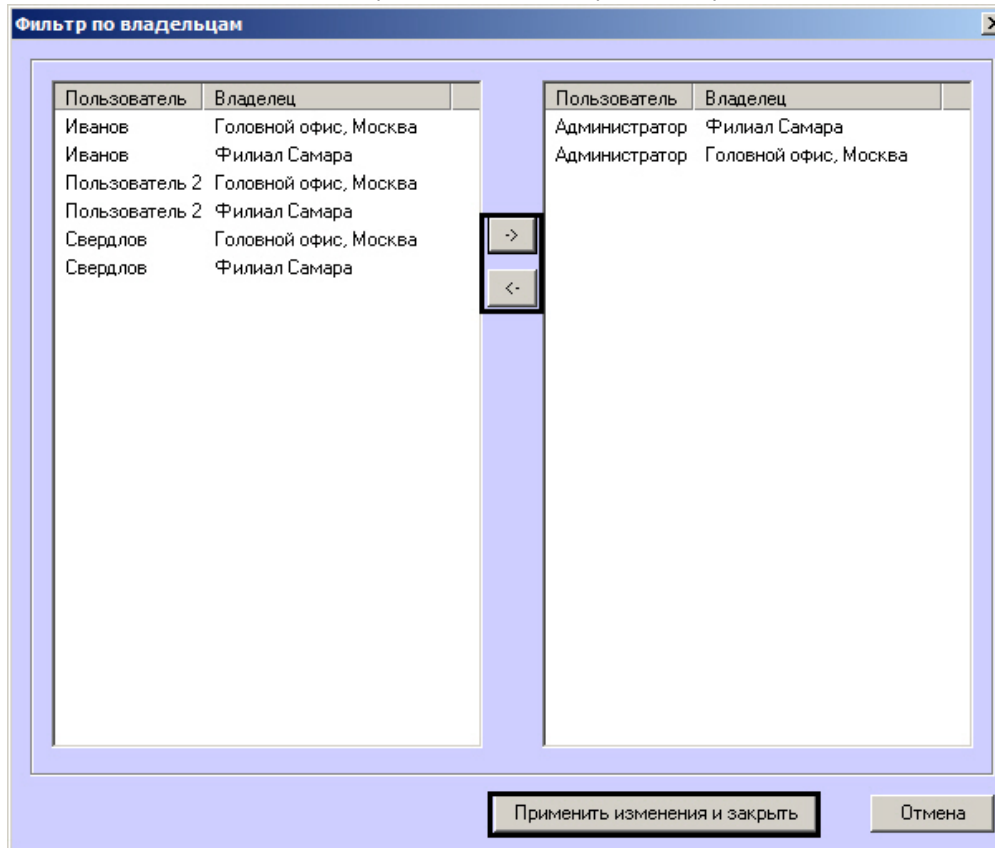 Фильтр по владельцам
Пользователь Владелец
Иванов Головной офис, Москва
Иванов Филиал Самара
Пользователь 2 Головной офис, Москва
Пользователь 2 Филиал Самара
Свердлов Головной офис, Москва
Свердлов Филиал Самара
->
<-
Пользователь Владелец
Администратор Филиал Самара
Администратор Головной офис, Москва
Применить изменения и закрыть
Отмена